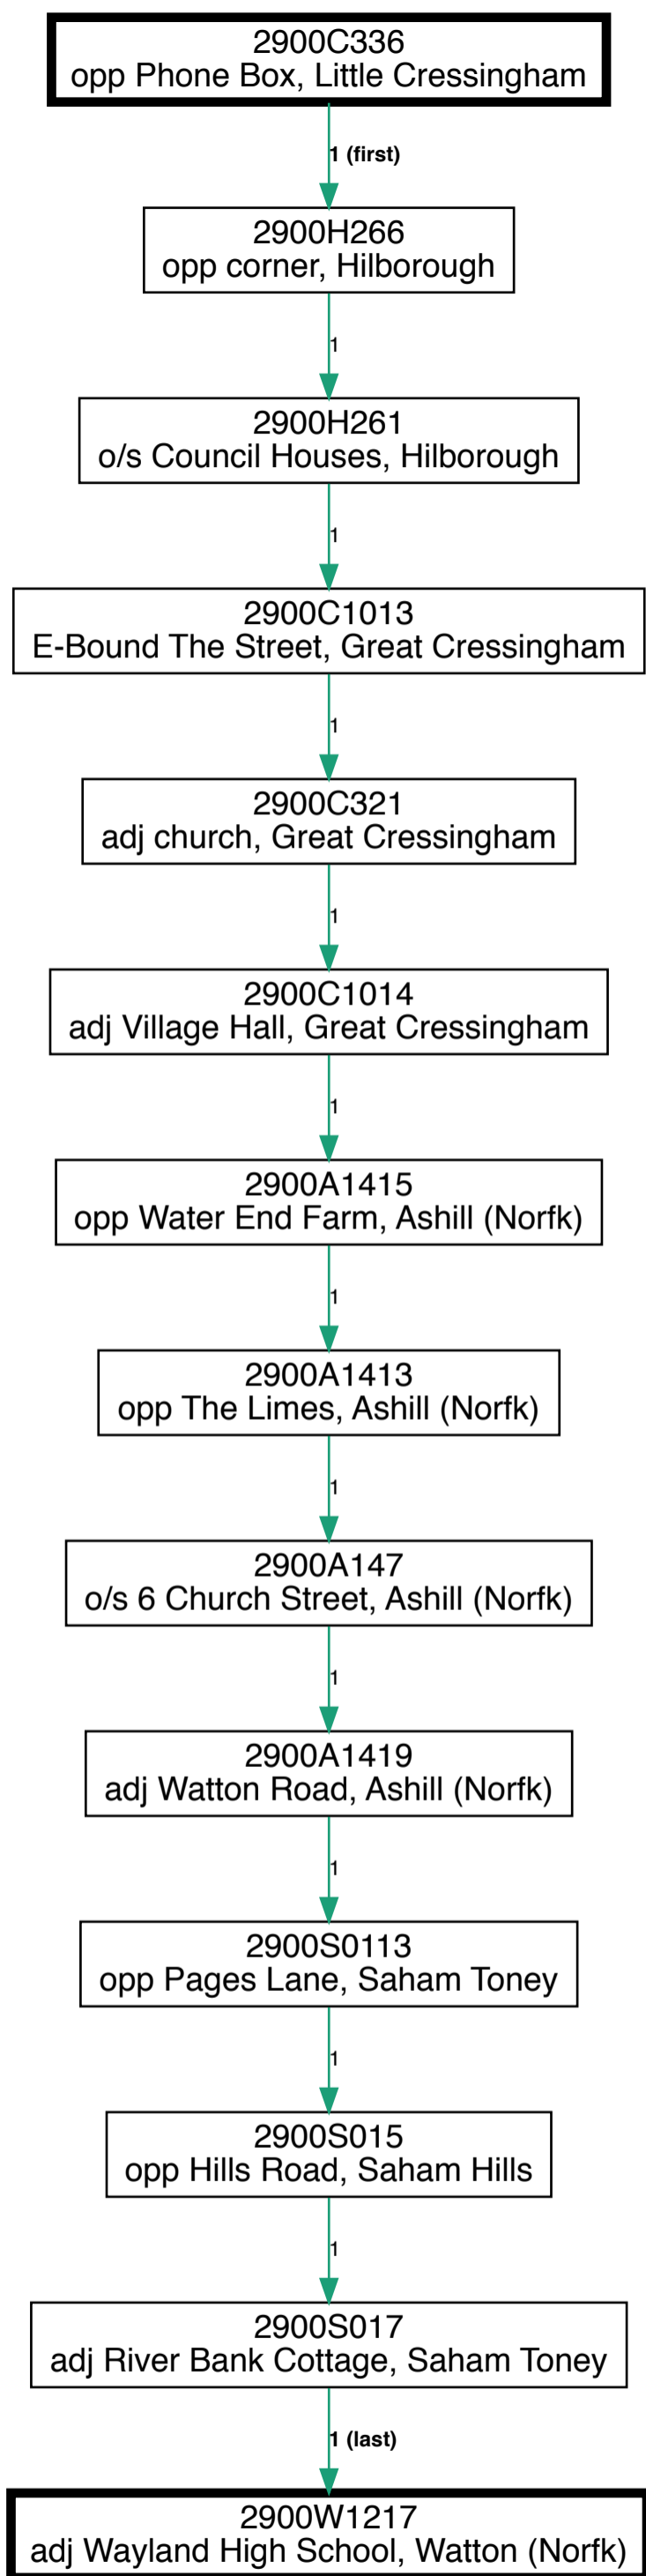 2900C336
opp Phone Box, Little Cressingham
1 (first)
2900H266
opp corner, Hilborough
1
2900H261
o/s Council Houses, Hilborough
1
2900C1013
E-Bound The Street, Great Cressingham
1
2900C321
adj church, Great Cressingham
1
2900C1014
adj Village Hall, Great Cressingham
1
2900A1415
opp Water End Farm, Ashill (Norfk)
1
2900A1413
opp The Limes, Ashill (Norfk)
1
2900A147
o/s 6 Church Street, Ashill (Norfk)
1
2900A1419
adj Watton Road, Ashill (Norfk)
1
2900S0113
opp Pages Lane, Saham Toney
1
2900S015
opp Hills Road, Saham Hills
1
2900S017
adj River Bank Cottage, Saham Toney
1 (last)
2900W1217
adj Wayland High School, Watton (Norfk)